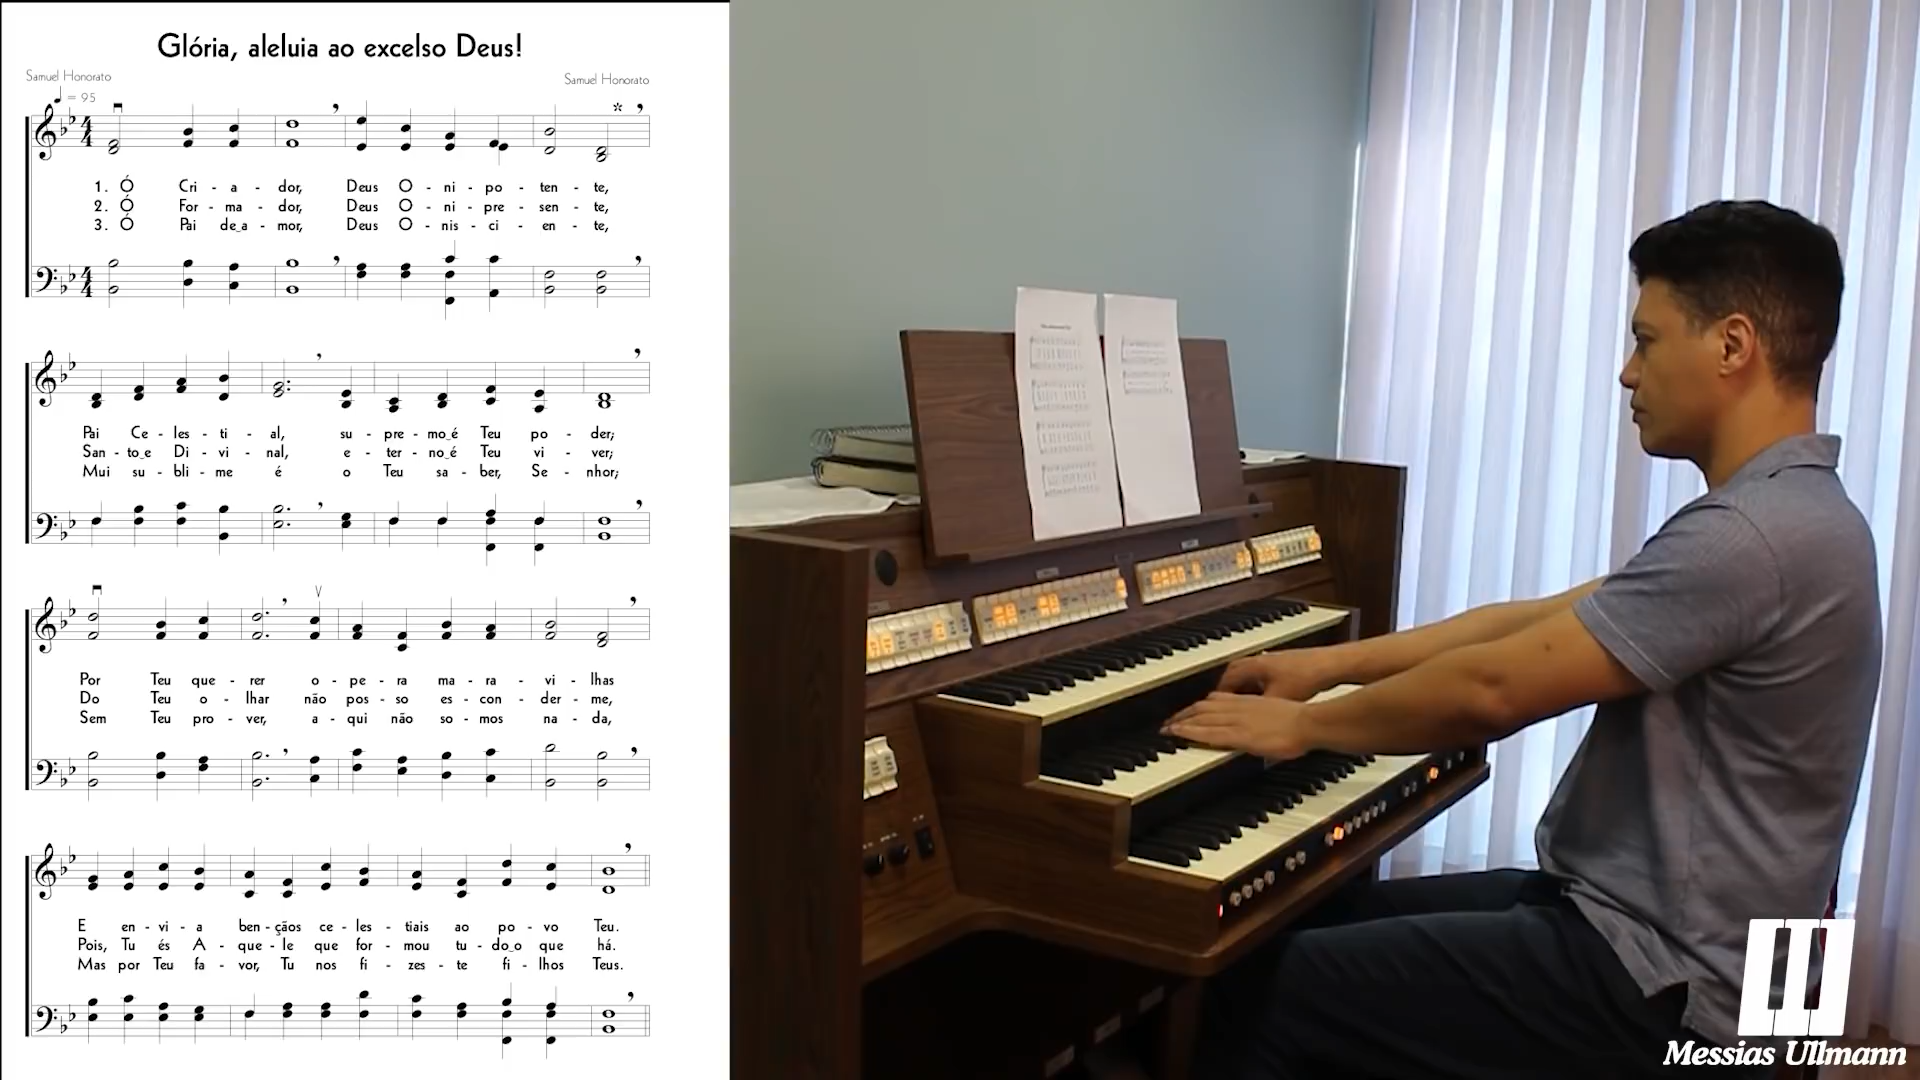 Glória, aleluia ao excelso Deus!
Samuel Honorato
Samuel Honorato
= 95
1. Ó Cri - a - dor, Deus O - ni - po - ten - te,
2. Ó For - ma - dor, Deus O - ni - pre - sen - te,
3. Ó Pai de‿a - mor, Deus O - nis - ci - en - te,
Pai Ce - les - ti - al, su - pre - mo‿é Teu po - der;
San - to‿e Di - vi - nal, e - ter - no‿é Teu vi - ver;
Mui su - bli - me é o Teu sa - ber, Se - nhor;
Por Teu que - rer o - pe - ra ma - ra - vi - lhas
Do Teu o - lhar não pos - so es - con - der - me,
Sem Teu pro - ver, a - qui não so - mos na - da,
E en - vi - a ben - çãos ce - les - tiais ao po - vo Teu.
Pois, Tu és A - que - le que for - mou tu - do‿o que há.
Mas por Teu fa - vor, Tu nos fi - zes - te fi - lhos Teus.
Messias Ullmann